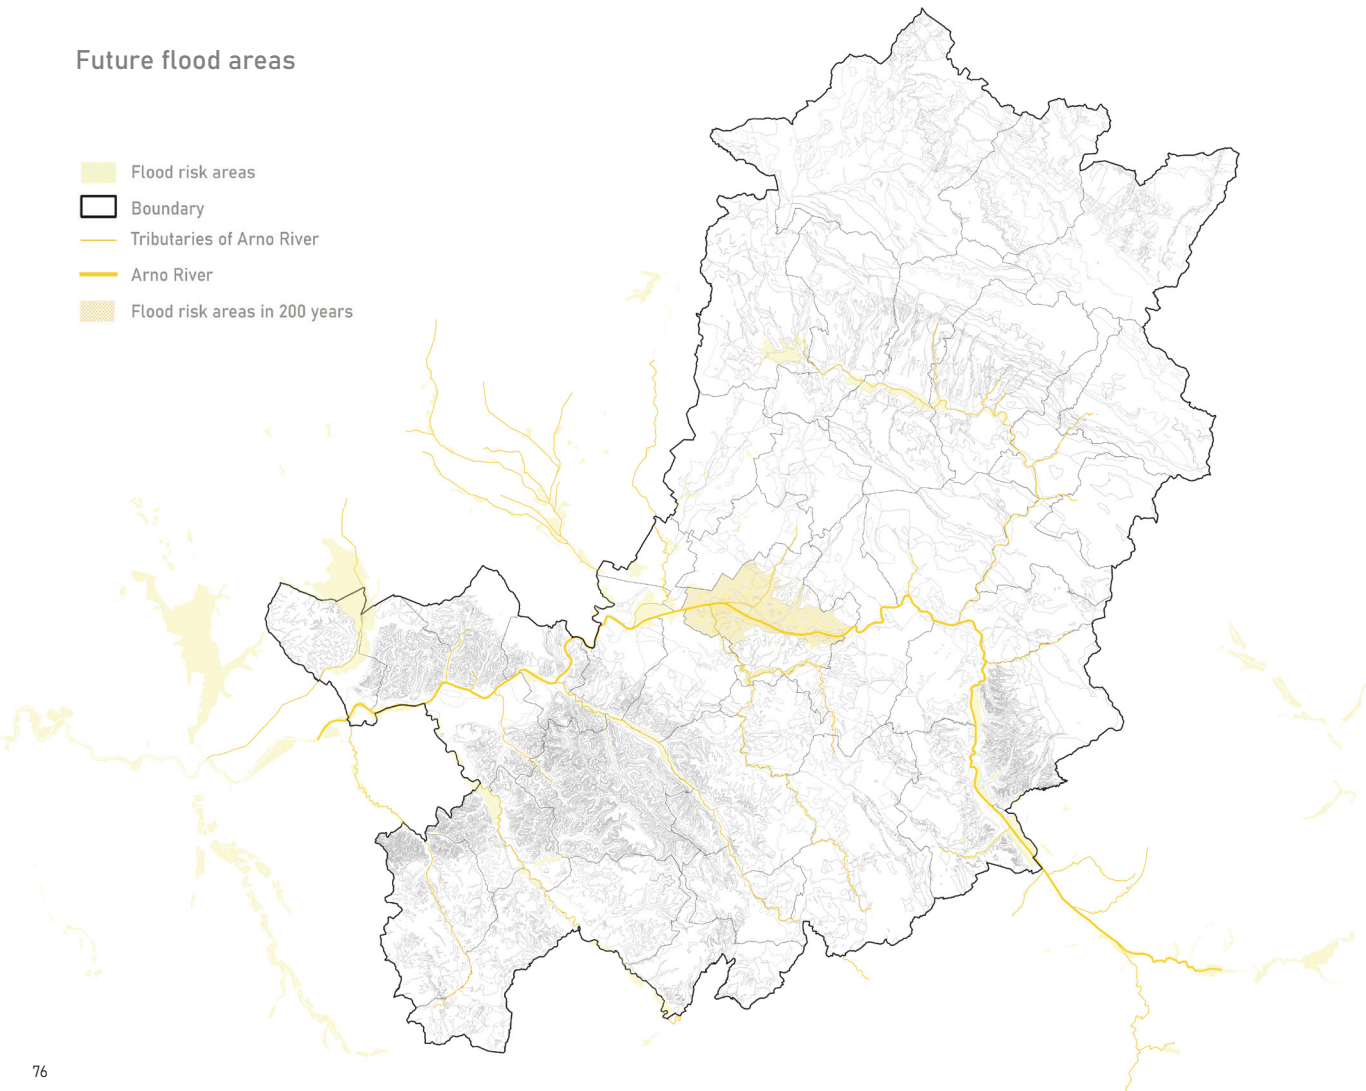 Future flood areas
Flood risk areas
Boundary
Tributaries of Arno River
Arno River
Flood risk areas in 200 years
76